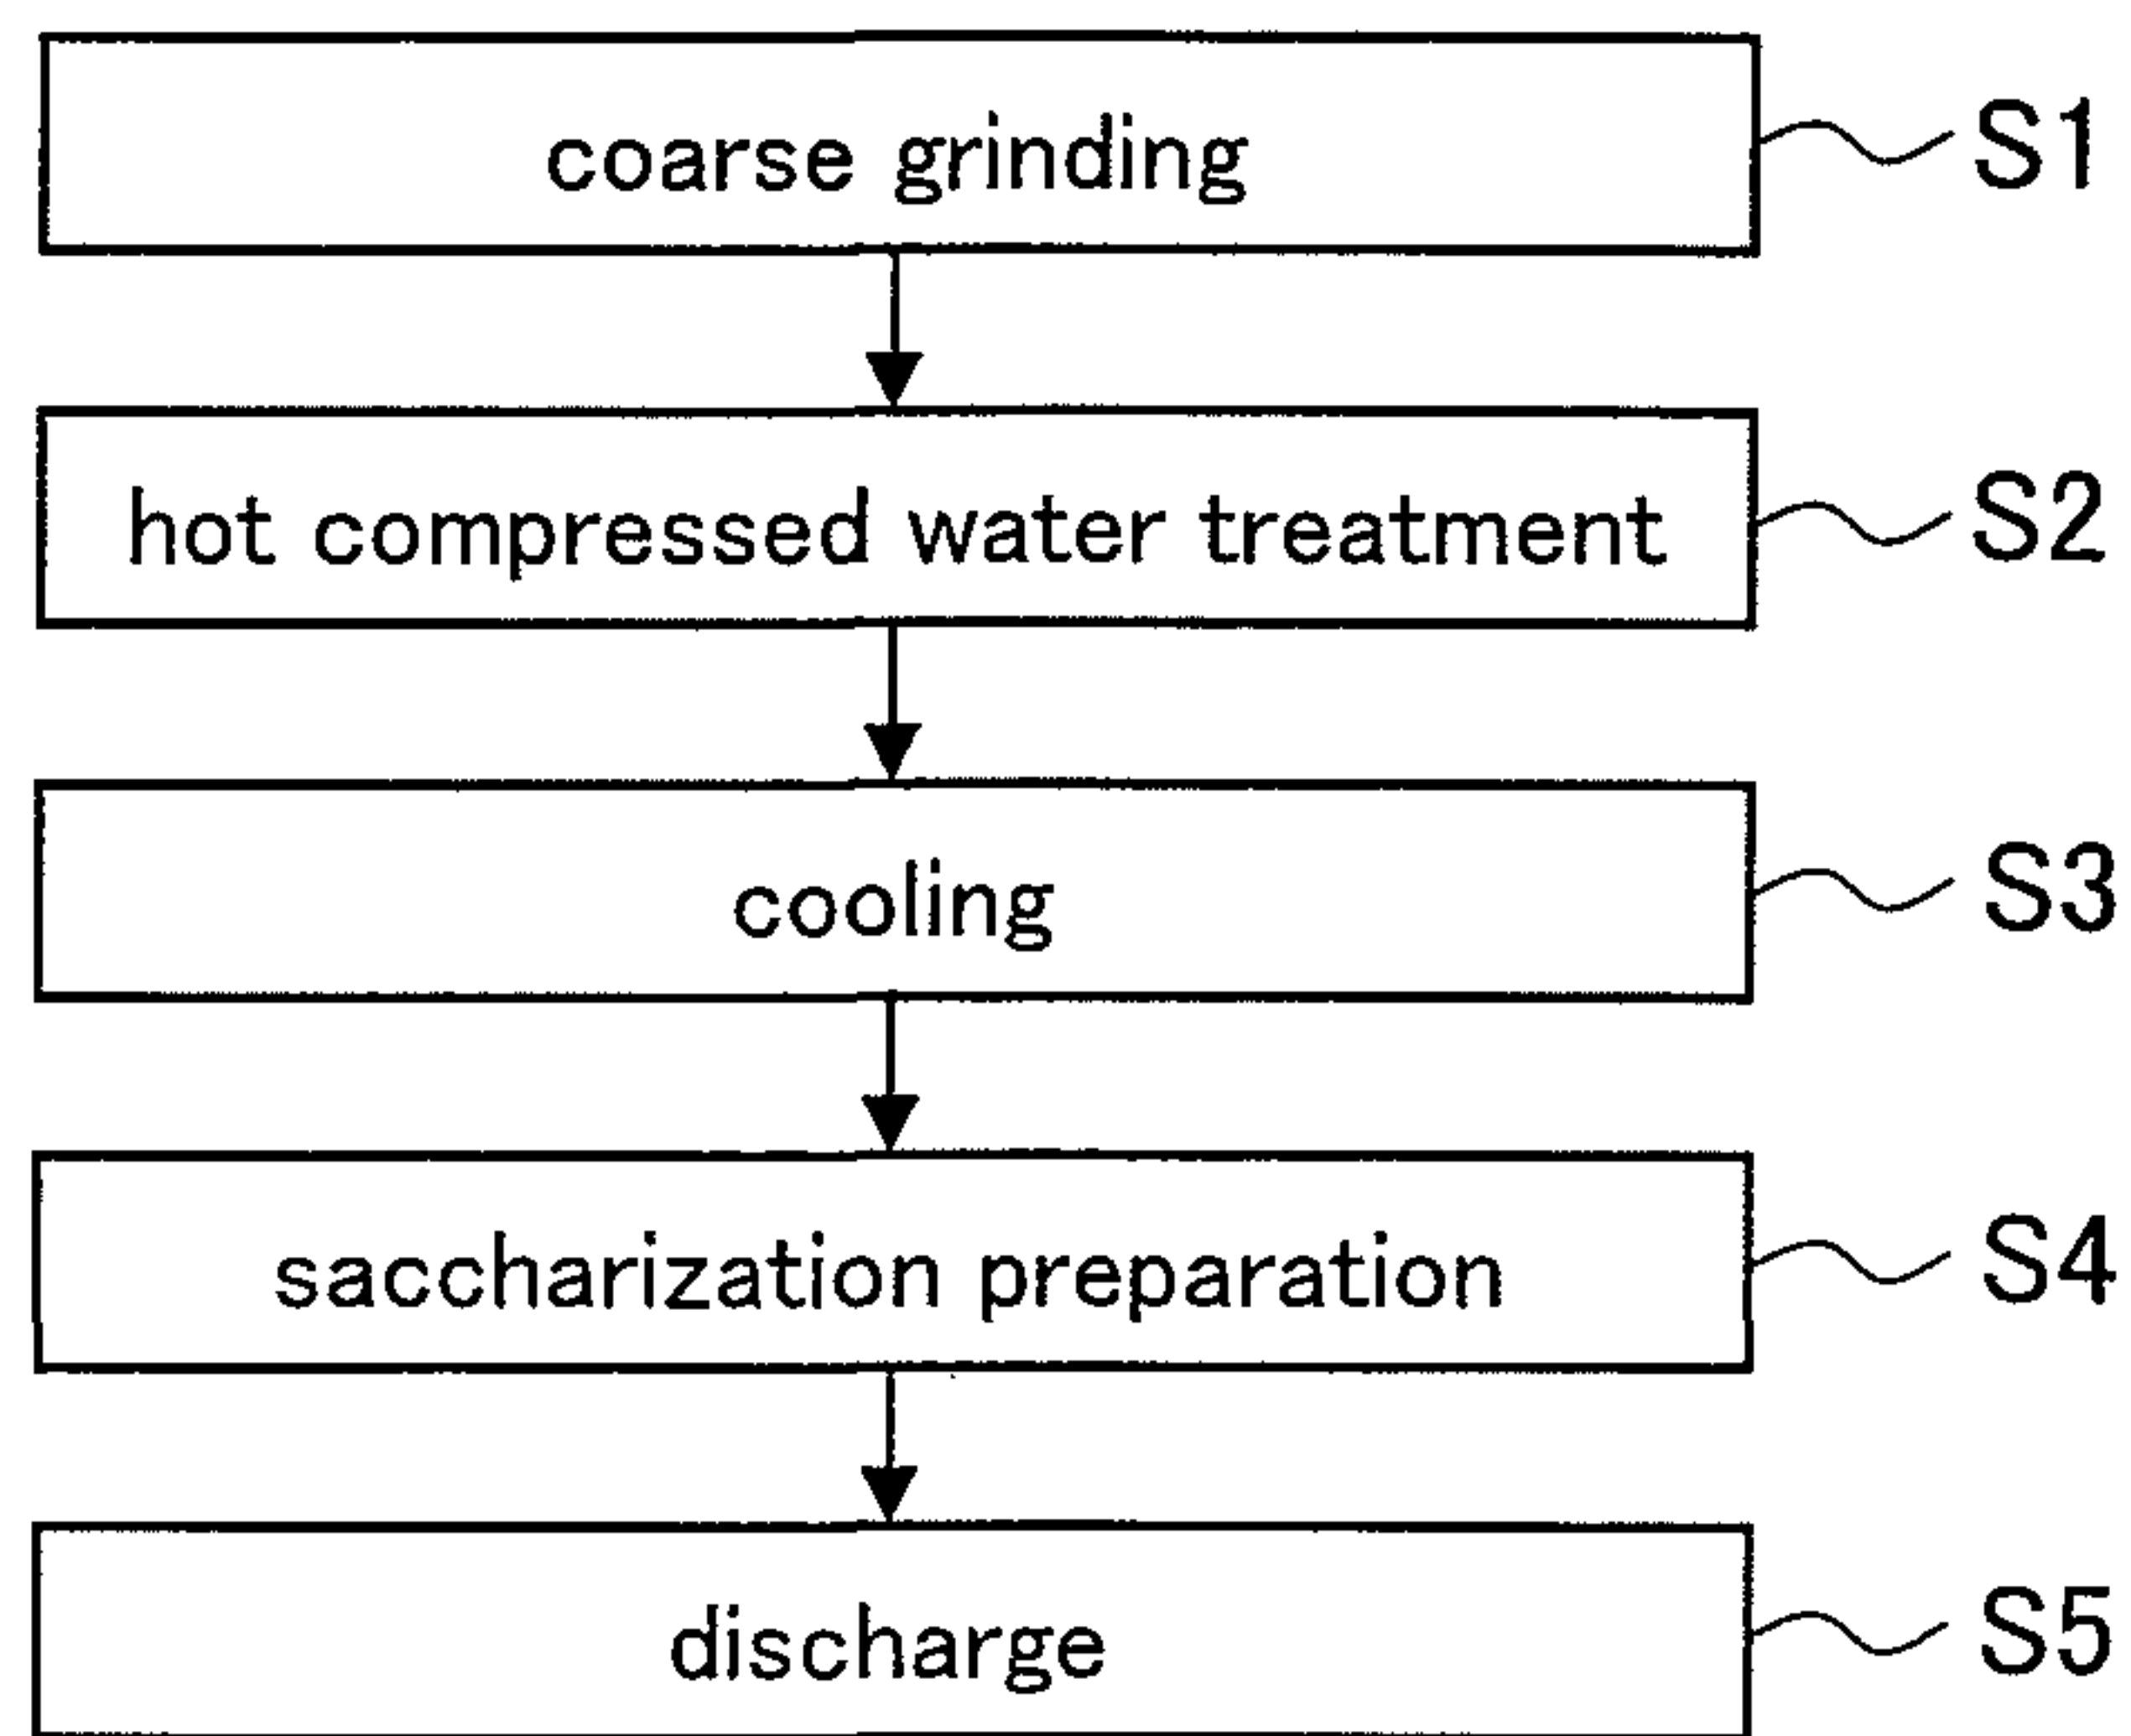 coarse grinding S1
hot compressed water treatment S2
cooling S3
saccharization preparation S4
discharge S5